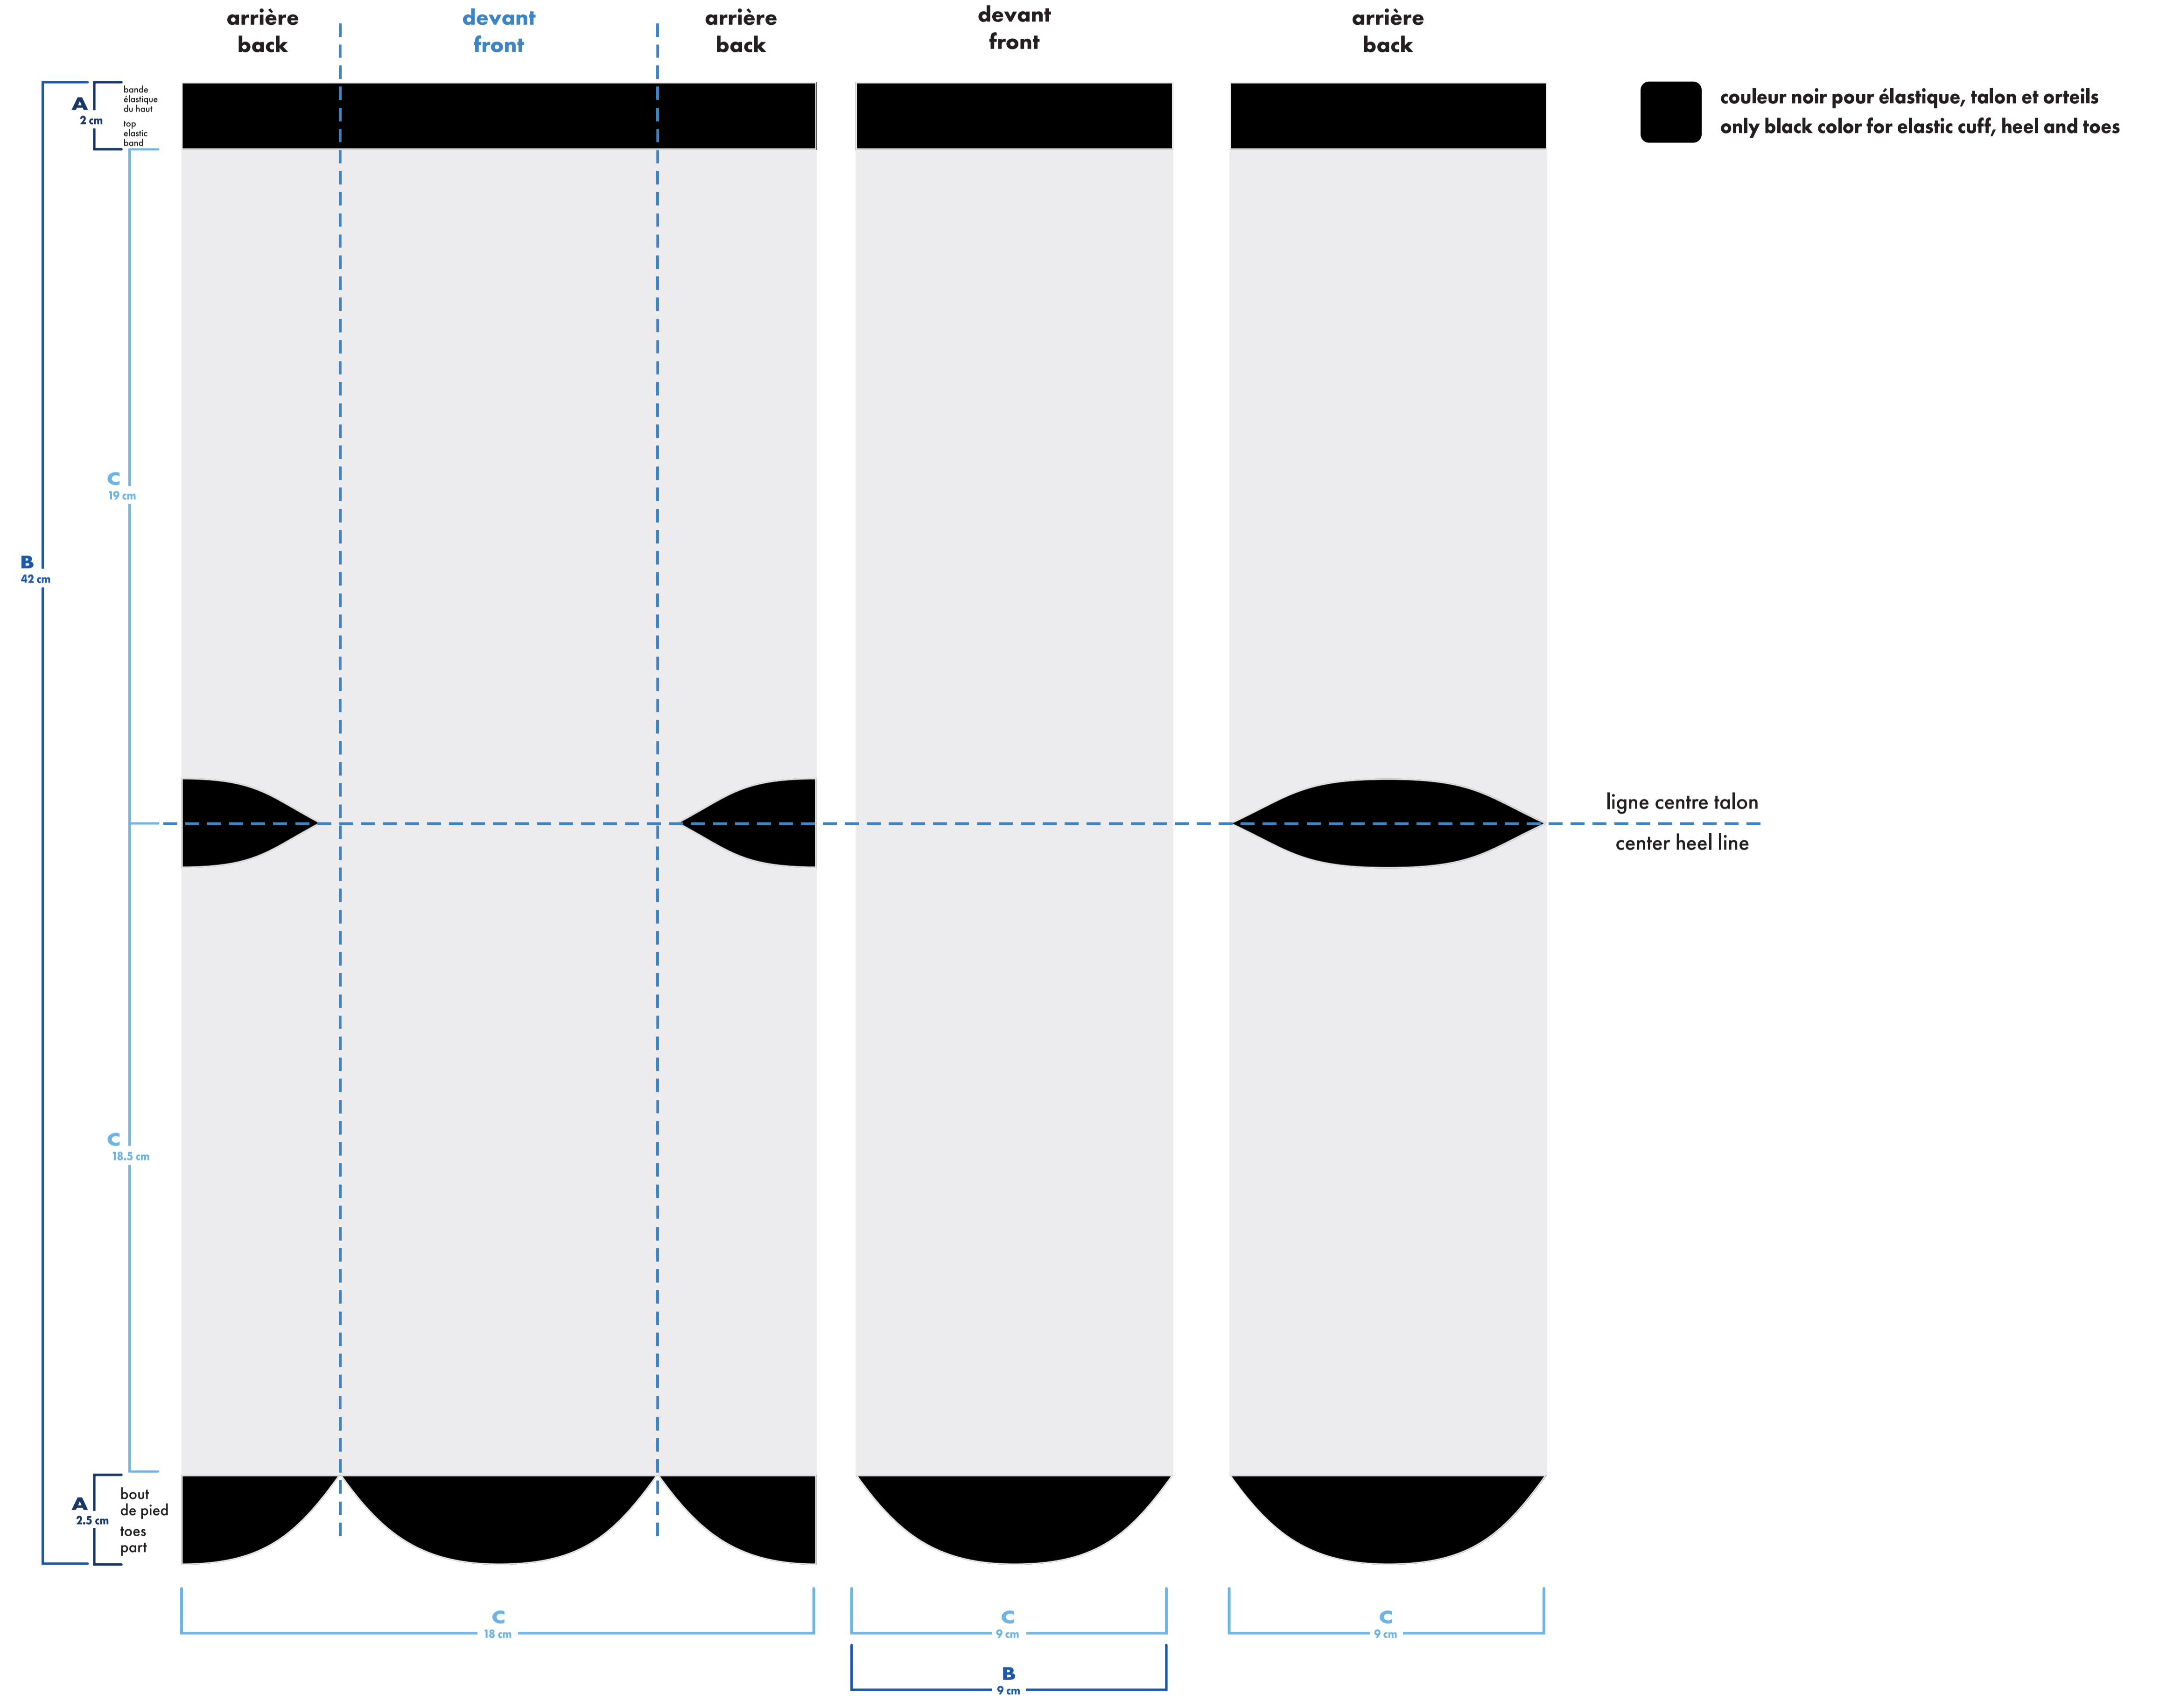 arrière
back
devant
front
arrière
back
devant
front
arrière
back
A
2 cm
bande
élastique
du haut
top
elastic
band
couleur noir pour élastique, talon et orteils
only black color for elastic cuff, heel and toes
C
19 cm
B
42 cm
ligne centre talon
center heel line
C
18.5 cm
A
2.5 cm
bout
de pied
toes
part
C
18 cm
C
9 cm
C
9 cm
B
9 cm